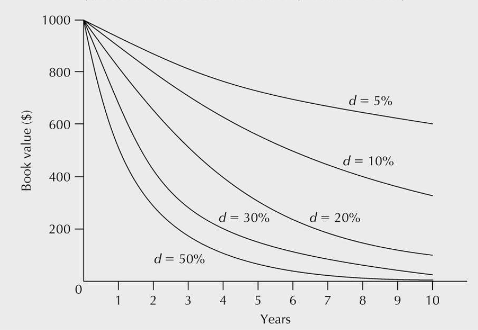 1000
800
600
400
200
0
Book value ($)
d = 5%
d = 10%
d = 20%
d = 30%
d = 50%
1 2 3 4 5 6 7 8 9 10
Years